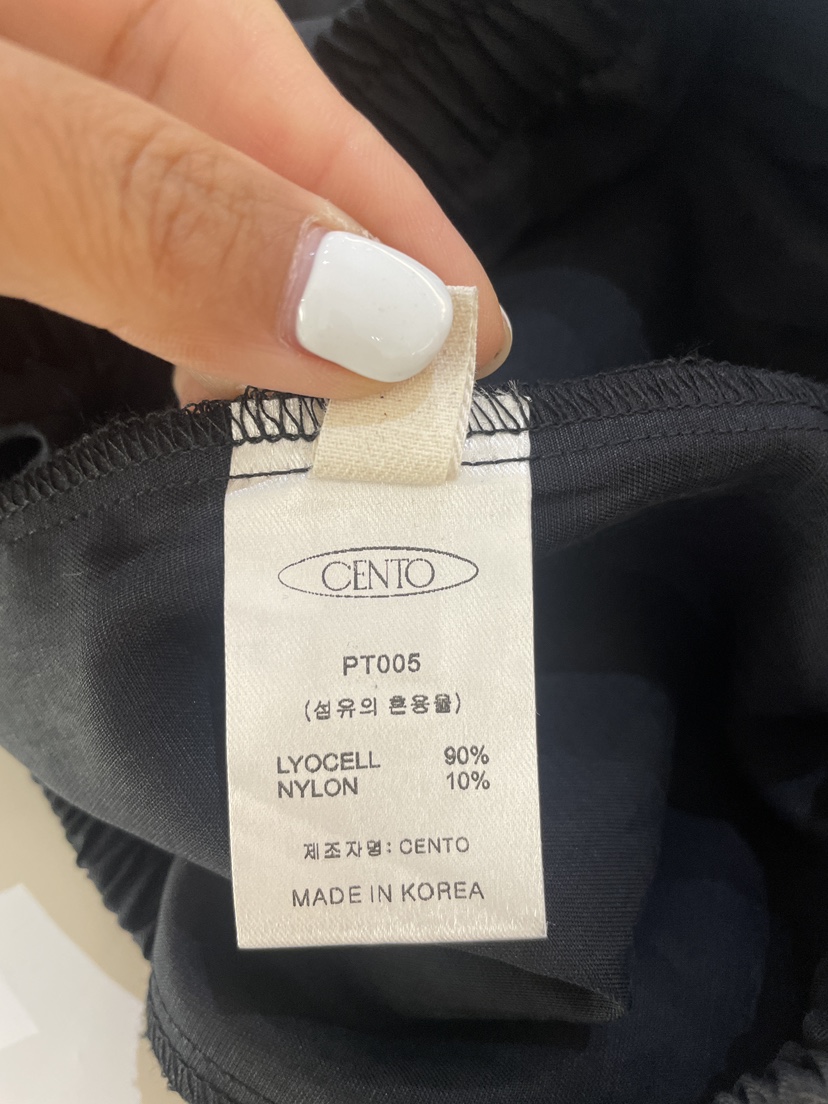 CENTO
PT005
(섬유의 혼용율)
LYOCELL 90%
NYLON 10%
제조자명: CENTO
MADE IN KOREA